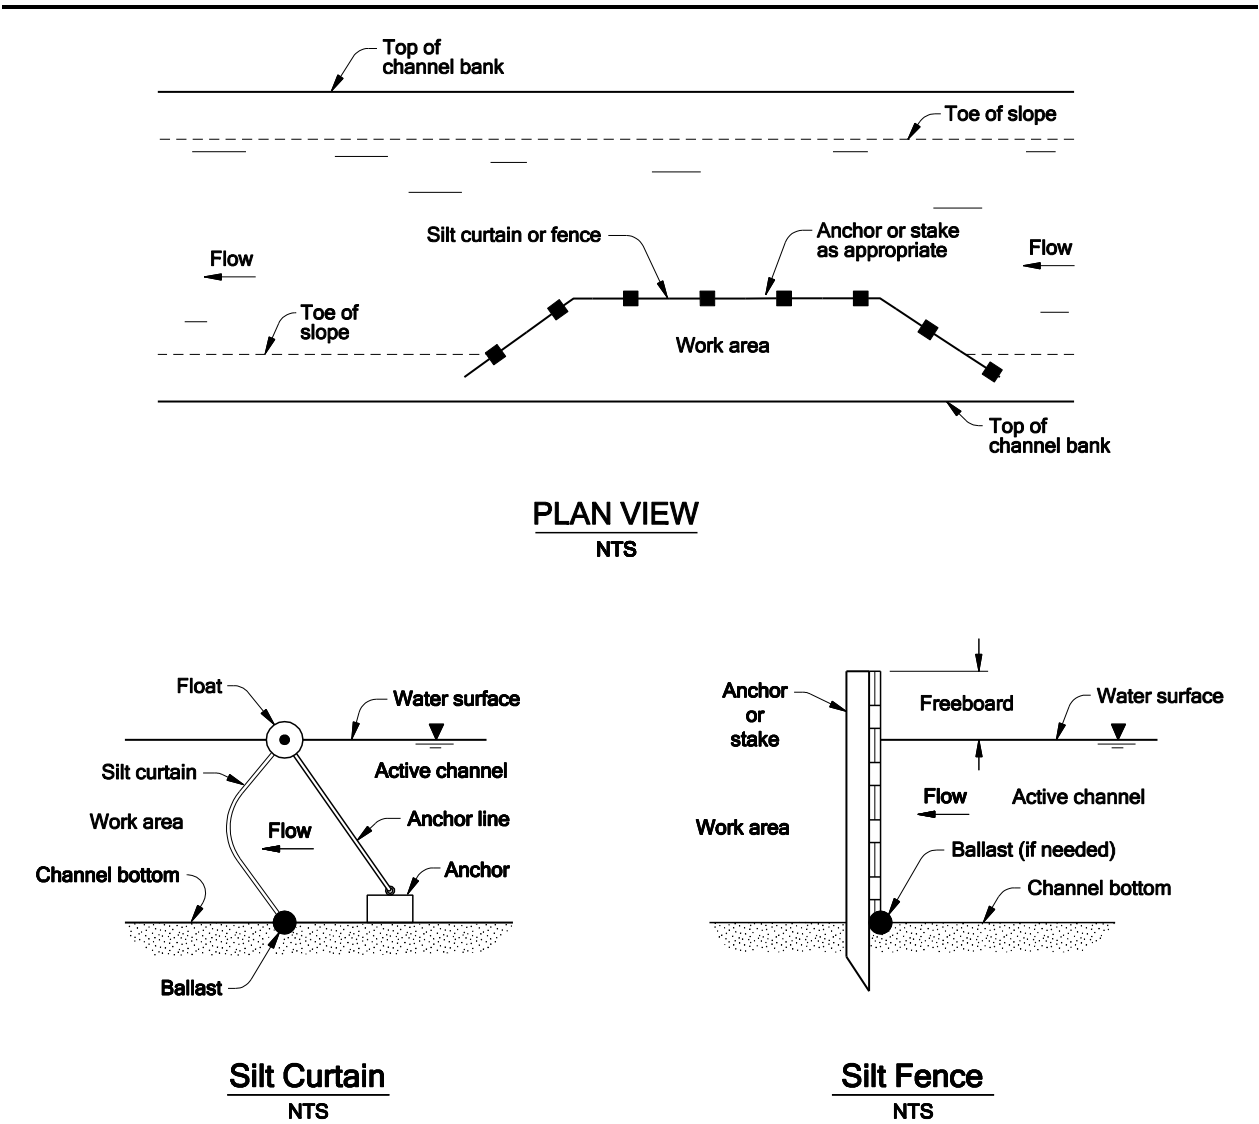 Top of
channel bank
Toe of slope
Silt curtain or fence
Anchor or stake
as appropriate
Flow
Flow
Toe of
slope
Work area
Top of
channel bank
PLAN VIEW
NTS
Float
Water surface
Silt curtain
Active channel
Work area
Flow
Anchor line
Channel bottom
Anchor
Ballast
Silt Curtain
NTS
Anchor
or
stake
Freeboard
Water surface
Flow
Active channel
Work area
Ballast (if needed)
Channel bottom
Silt Fence
NTS